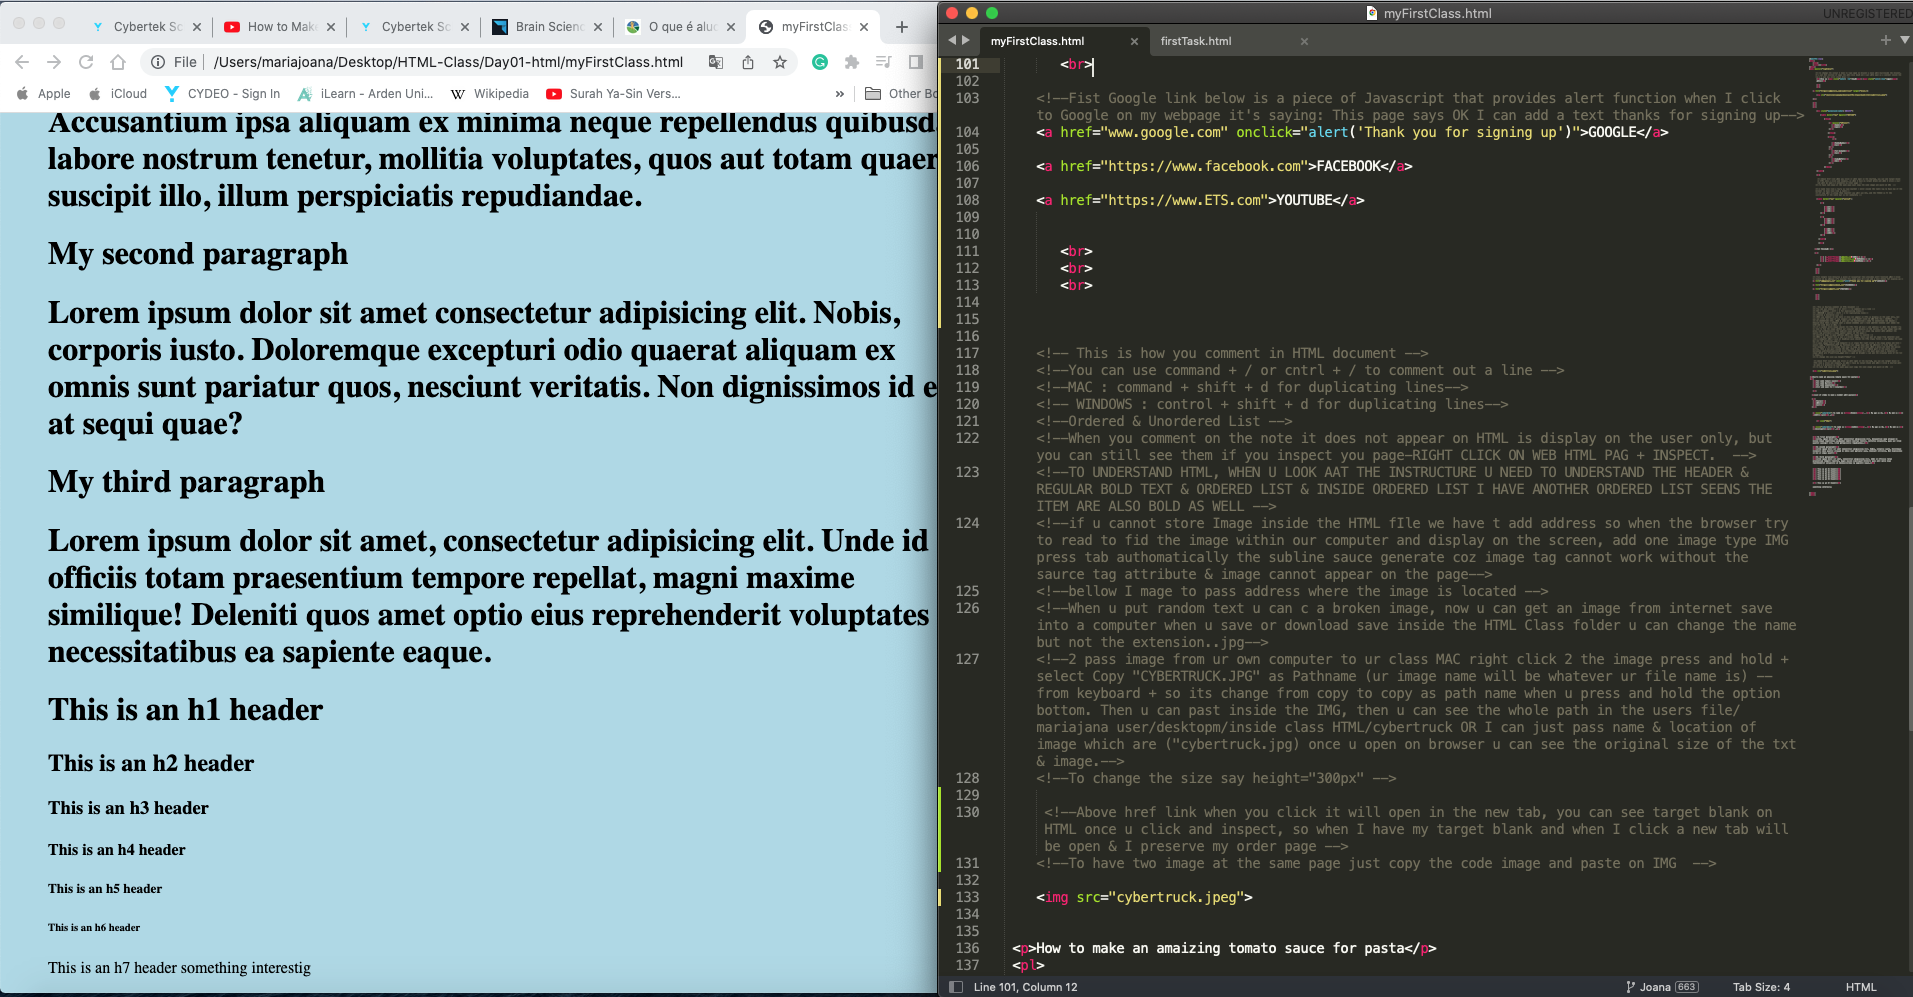 Cybertek Sc
How to Make
Cybertek Sc
Brain Scienc
O que é aluc
myFirstClass
File
/Users/mariajoana/Desktop/HTML-Class/Day01-html/myFirstClass.html
Apple
iCloud
CYDEO - Sign In
iLearn - Arden Uni...
Wikipedia
Surah Ya-Sin Vers...
»
Other Bo
Accusantium ipsa aliquam ex minima neque repellendus quibusd
labore nostrum tenetur, mollitia voluptates, quos aut totam quaer
suscipit illo, illum perspiciatis repudiandae.
My second paragraph
Lorem ipsum dolor sit amet consectetur adipisicing elit. Nobis,
corporis iusto. Doloremque excepturi odio quaerat aliquam ex
omnis sunt pariatur quos, nesciunt veritatis. Non dignissimos id e
at sequi quae?
My third paragraph
Lorem ipsum dolor sit amet, consectetur adipisicing elit. Unde id
officiis totam praesentium tempore repellat, magni maxime
similique! Deleniti quos amet optio eius reprehenderit voluptates
necessitatibus ea sapiente eaque.
This is an h1 header
This is an h2 header
This is an h3 header
This is an h4 header
This is an h5 header
This is an h6 header
This is an h7 header something interestig
myFirstClass.html
UNREGISTERED
myFirstClass.html
firstTask.html
101 <br>
102
103 <!--Fist Google link below is a piece of Javascript that provides alert function when I click
to Google on my webpage it's saying: This page says OK I can add a text thanks for signing up-->
104 <a href="www.google.com" onclick="alert('Thank you for signing up')">GOOGLE</a>
105
106 <a href="https://www.facebook.com">FACEBOOK</a>
107
108 <a href="https://www.ETS.com">YOUTUBE</a>
109
110
111 <br>
112 <br>
113 <br>
114
115
116
117 <!-- This is how you comment in HTML document -->
118 <!--You can use command + / or cntrl + / to comment out a line -->
119 <!--MAC : command + shift + d for duplicating lines-->
120 <!-- WINDOWS : control + shift + d for duplicating lines-->
121 <!--Ordered & Unordered List -->
122 <!--When you comment on the note it does not appear on HTML is display on the user only, but
you can still see them if you inspect you page-RIGHT CLICK ON WEB HTML PAG + INSPECT.  -->
123 <!--TO UNDERSTAND HTML, WHEN U LOOK AAT THE INSTRUCTURE U NEED TO UNDERSTAND THE HEADER &
REGULAR BOLD TEXT & ORDERED LIST & INSIDE ORDERED LIST I HAVE ANOTHER ORDERED LIST SEENS THE
ITEM ARE ALSO BOLD AS WELL -->
124 <!--if u cannot store Image inside the HTML fIle we have t add address so when the browser try
to read to fid the image within our computer and display on the screen, add one image type IMG
press tab authomatically the subline sauce generate coz image tag cannot work without the
saurce tag attribute & image cannot appear on the page-->
125 <!--bellow I mage to pass address where the image is located -->
126 <!--When u put random text u can c a broken image, now u can get an image from internet save
into a computer when u save or download save inside the HTML Class folder u can change the name
but not the extension..jpg-->
127 <!--2 pass image from ur own computer to ur class MAC right click 2 the image press and hold +
select Copy "CYBERTRUCK.JPG" as Pathname (ur image name will be whatever ur file name is) --
from keyboard + so its change from copy to copy as path name when u press and hold the option
bottom. Then u can past inside the IMG, then u can see the whole path in the users file/
mariajana user/desktopm/inside class HTML/cybertruck OR I can just pass name & location of
image which are ("cybertruck.jpg) once u open on browser u can see the original size of the txt
& image.-->
128 <!--To change the size say height="300px" -->
129
130 <!--Above href link when you click it will open in the new tab, you can see target blank on
HTML once u click and inspect, so when I have my target blank and when I click a new tab will
be open & I preserve my order page -->
131 <!--To have two image at the same page just copy the code image and paste on IMG  -->
132
133 <img src="cybertruck.jpeg">
134
135
136 <p>How to make an amaizing tomato sauce for pasta</p>
137 <pl>
Line 101, Column 12
Joana 663
Tab Size: 4
HTML